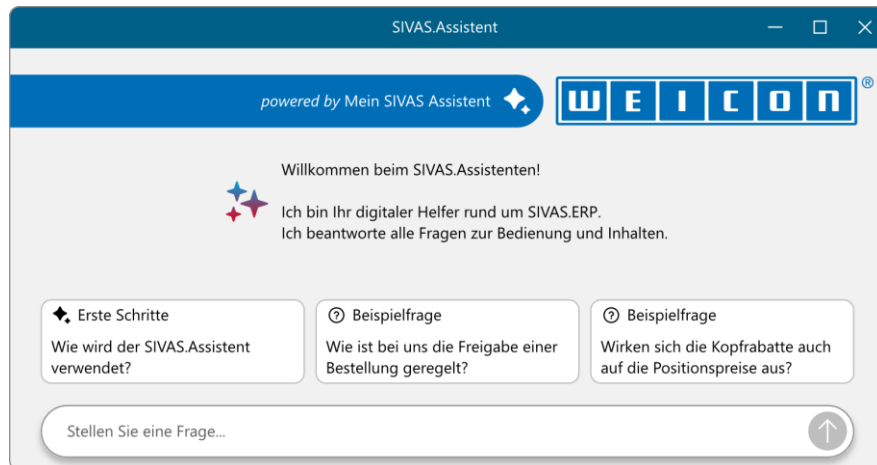 SIVAS.Assistent
powered by Mein SIVAS Assistent
WEICON®
Willkommen beim SIVAS.Assistenten!
Ich bin Ihr digitaler Helfer rund um SIVAS.ERP.
Ich beantworte alle Fragen zur Bedienung und Inhalten.
Erste Schritte
Wie wird der SIVAS.Assistent
verwendet?
Beispielfrage
Wie ist bei uns die Freigabe einer
Bestellung geregelt?
Beispielfrage
Wirken sich die Kopfrabatte auch
auf die Positionspreise aus?
Stellen Sie eine Frage...